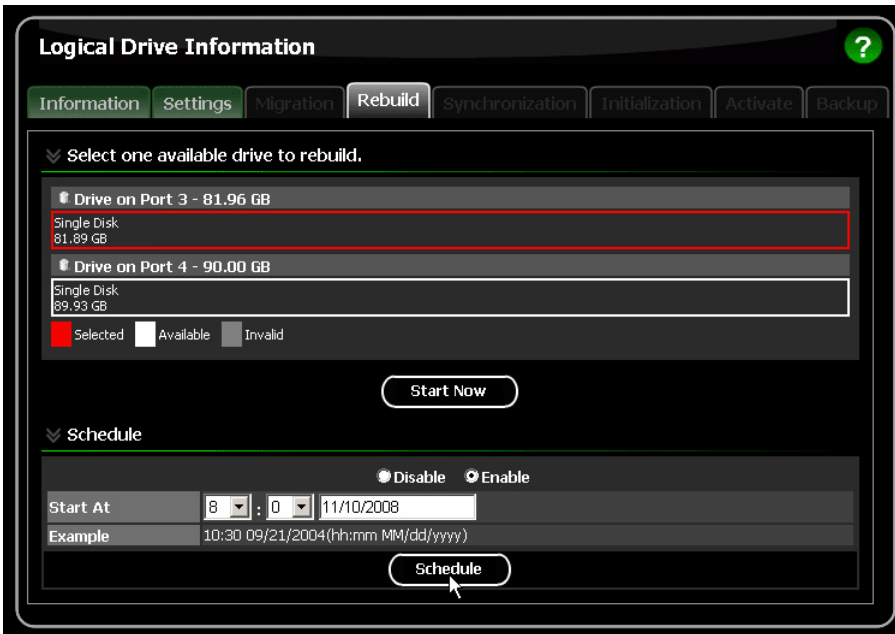 Logical Drive Information
?
Information Settings Migration Rebuild Synchronization Initialization Activate Backup
Select one available drive to rebuild.
Drive on Port 3 - 81.96 GB
Single Disk
81.89 GB
Drive on Port 4 - 90.00 GB
Single Disk
89.93 GB
Selected Available Invalid
Start Now
Schedule
Disable Enable
Start At 8 : 0 11/10/2008
Example 10:30 09/21/2004(hh:mm MM/dd/yyyy)
Schedule